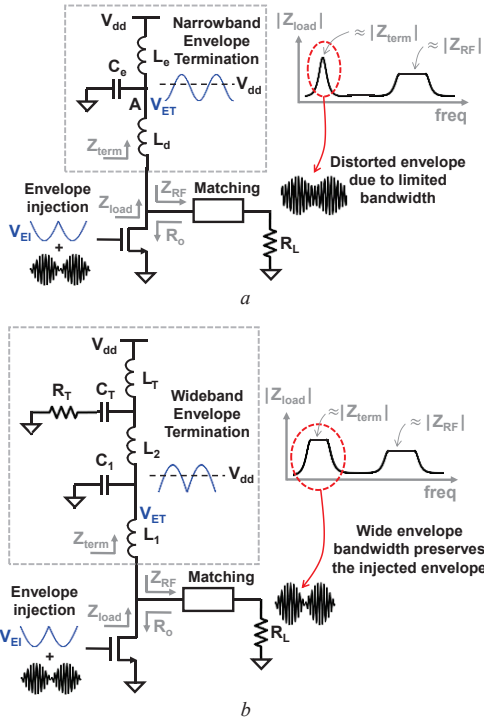 Vdd
Narrowband
Envelope
Termination
Le
Ce
A
VET
Vdd
Zterm
Ld
|Zload|
≈|Zterm|
≈|ZRF|
freq
Distorted envelope
due to limited
bandwidth
Envelope
injection
VEI
+
Zload
ZRF
Matching
Ro
RL
a
Vdd
RT
CT
LT
Wideband
Envelope
Termination
L2
C1
Vdd
VET
Zterm
L1
|Zload|
≈|Zterm|
≈|ZRF|
freq
Wide envelope
bandwidth preserves
the injected envelope
Envelope
injection
VEI
+
Zload
ZRF
Matching
Ro
RL
b